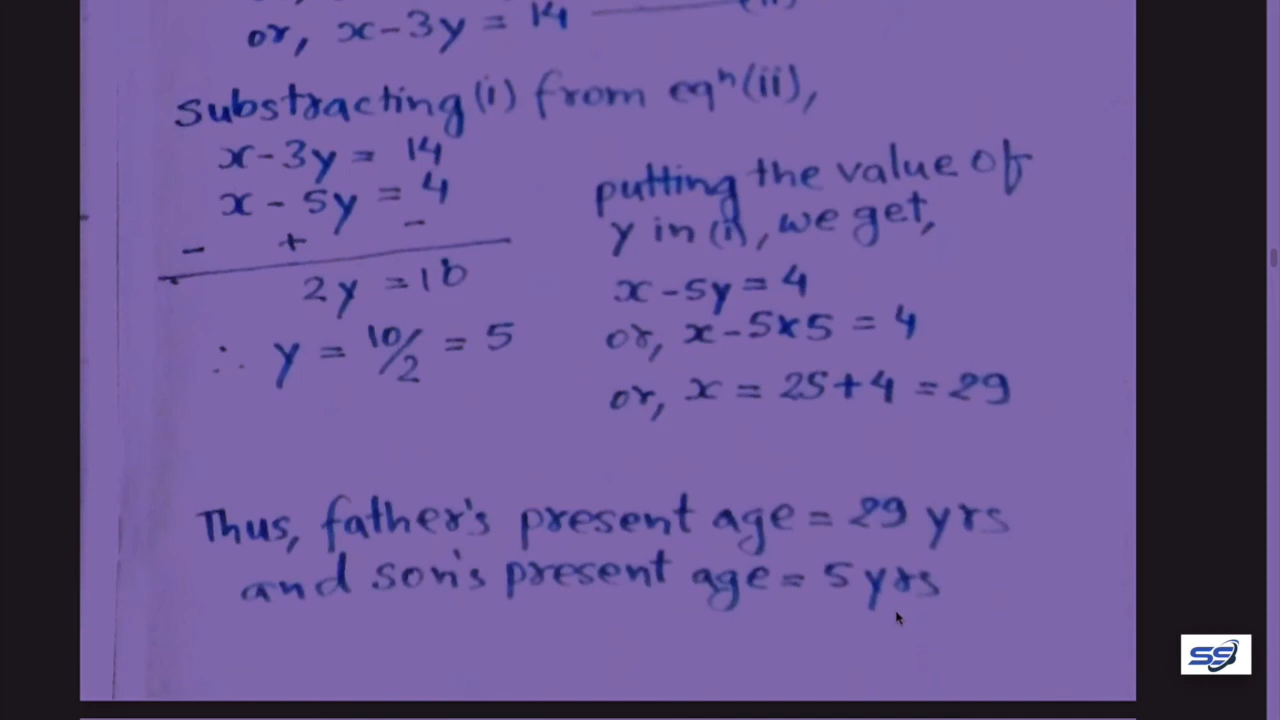 or, x-3y = 14 (ii)
Substracting (i) from eqⁿ(ii),
x-3y = 14
x - 5y = 4
- + -
2y = 10
∴ y = 10/2 = 5
putting the value of
y in (i), we get,
x-5y = 4
or, x-5x5 = 4
or, x = 25+4 = 29
Thus, father's present age = 29 yrs
and son's present age = 5 yrs
SS